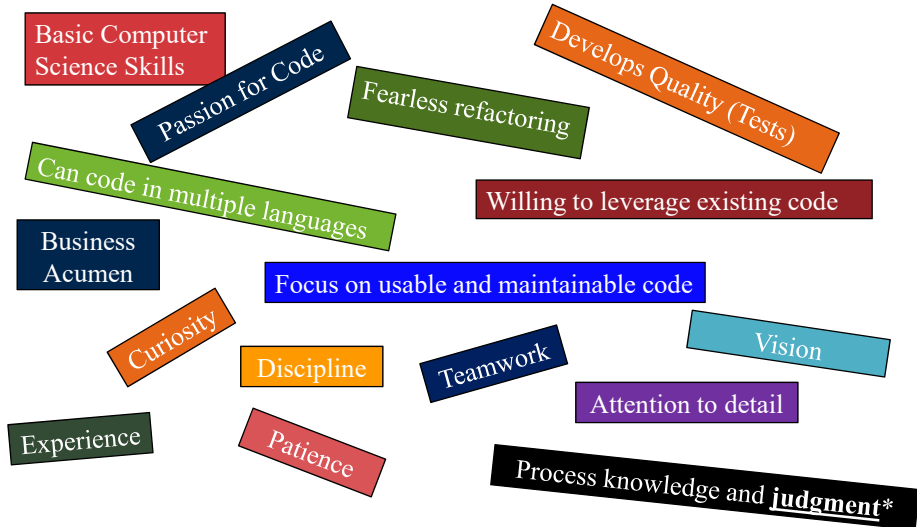 Basic Computer
Science Skills
Passion for Code
Fearless refactoring
Develops Quality (Tests)
Can code in multiple languages
Willing to leverage existing code
Business
Acumen
Focus on usable and maintainable code
Curiosity
Discipline
Teamwork
Vision
Attention to detail
Experience
Patience
Process knowledge and judgment*